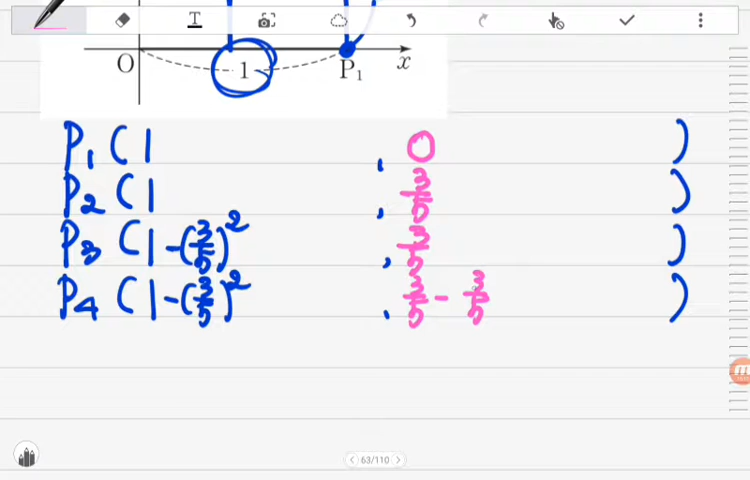 T
O 1 P₁ x
P₁ ( 1 , 0 )
P₂ ( 1 , 3/5 )
P₃ ( 1 - (3/5)² , 3/5 )
P₄ ( 1 - (3/5)² , 3/5 - 3/5 )
63/110